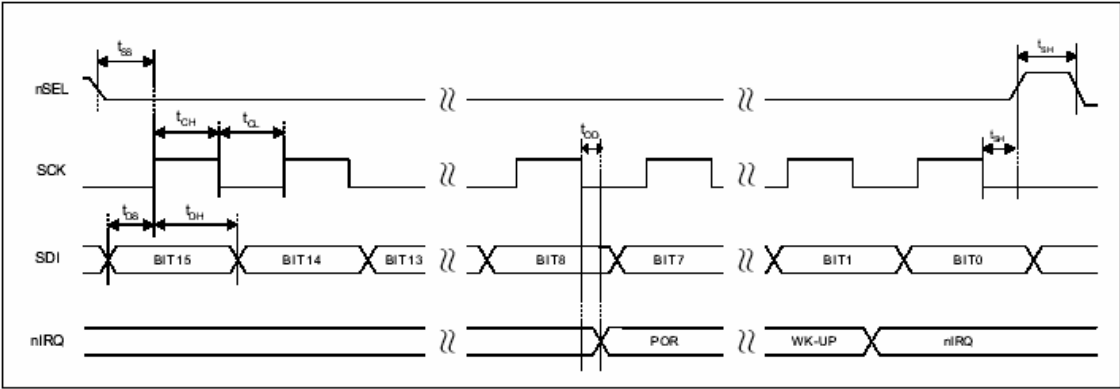 tSS
tSH
nSEL
tCH
tCL
tOD
tSH
SCK
tDS
tDH
SDI
BIT15
BIT14
BIT13
BIT8
BIT7
BIT1
BIT0
nIRQ
POR
WK-UP
nIRQ